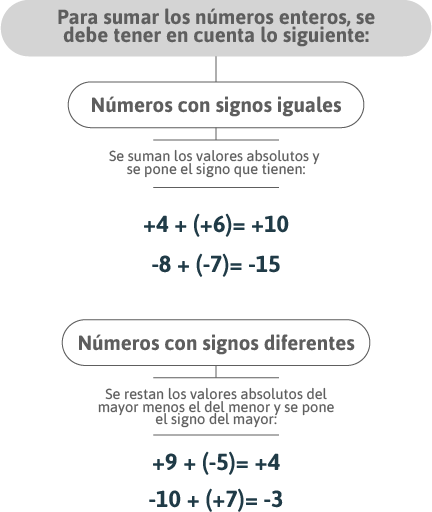 Para sumar los números enteros, se
debe tener en cuenta lo siguiente:
Números con signos iguales
Se suman los valores absolutos y
se pone el signo que tienen:
+4 + (+6)= +10
-8 + (-7)= -15
Números con signos diferentes
Se restan los valores absolutos del
mayor menos el del menor y se pone
el signo del mayor:
+9 + (-5)= +4
-10 + (+7)= -3